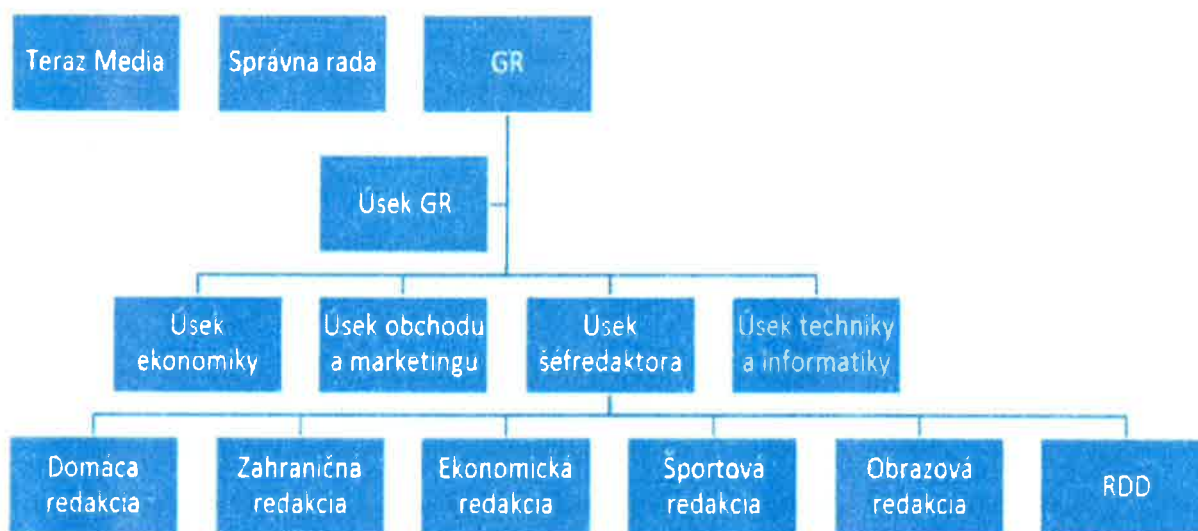 Teraz Media
Správna rada
GR
Úsek GR
Úsek
ekonomiky
Úsek obchodu
a marketingu
Úsek
šéfredaktora
Úsek techniky
a informatiky
Domáca
redakcia
Zahraničná
redakcia
Ekonomická
redakcia
Športová
redakcia
Obrazová
redakcia
RDD